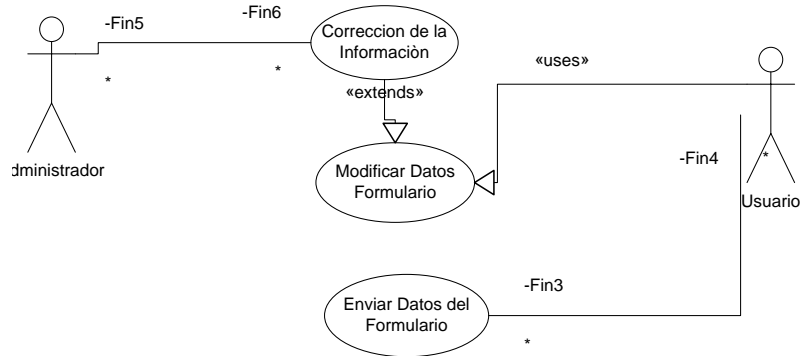 -Fin5
-Fin6
*
*
Correccion de la
Informaciòn
«extends»
«uses»
dministrador
Modificar Datos
Formulario
-Fin4
*
Usuario
Enviar Datos del
Formulario
-Fin3
*